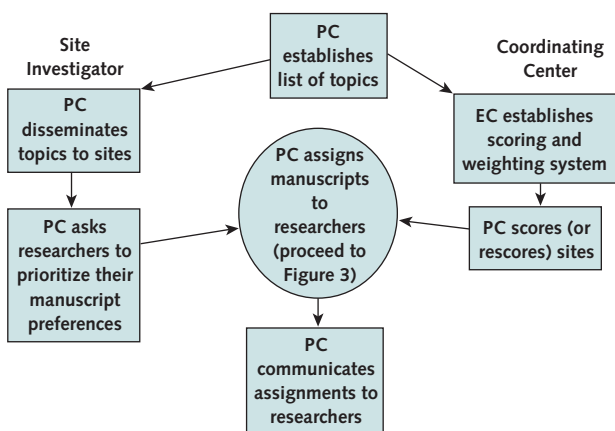 Site
Investigator
PC
establishes
list of topics
Coordinating
Center
PC
disseminates
topics to sites
EC establishes
scoring and
weighting system
PC assigns
manuscripts
to
researchers
(proceed to
Figure 3)
PC asks
researchers to
prioritize their
manuscript
preferences
PC scores (or
rescores) sites
PC
communicates
assignments to
researchers